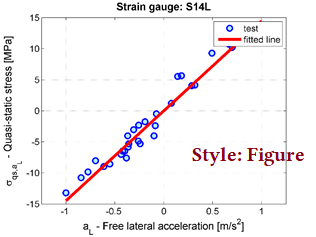 Strain gauge: S14L
σqs,aL - Quasi-static stress [MPa]
15
10
5
0
-5
-10
-15
test
fitted line
Style: Figure
-1
-0.5
0
0.5
1
aL - Free lateral acceleration [m/s²]